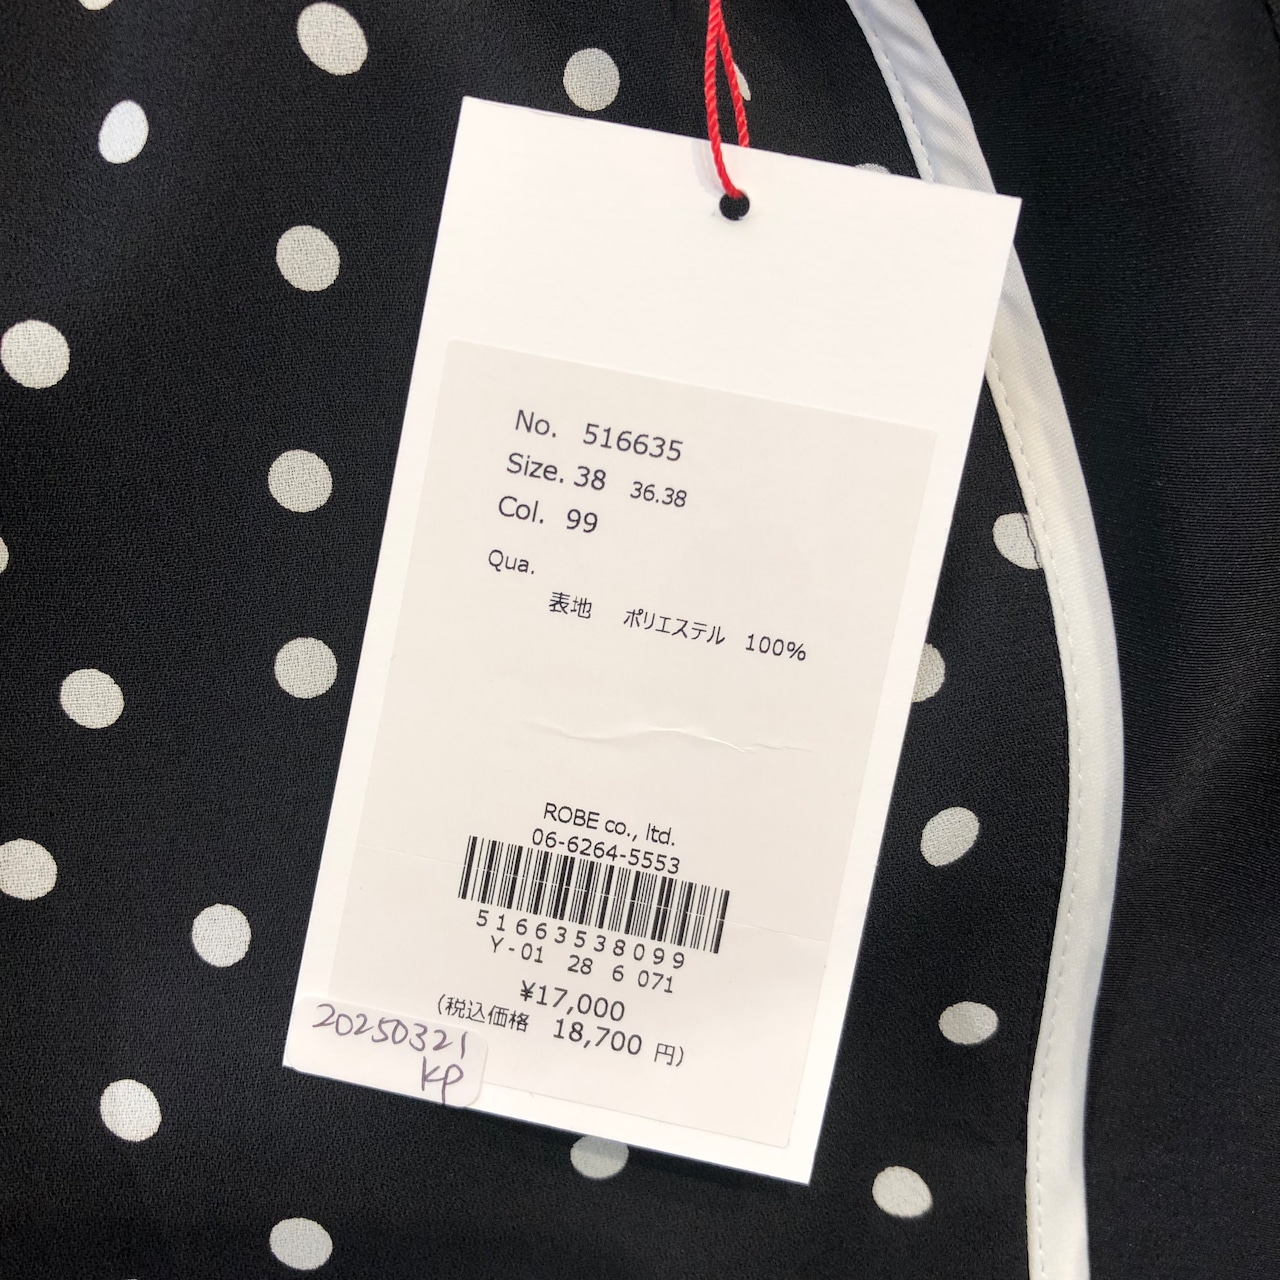 No. 516635
Size. 38 36.38
Col. 99
Qua.
表地 ポリエステル 100%
ROBE co., ltd.
06-6264-5553
51663538099
Y-01 28 6 071
¥17,000
(税込価格 18,700 円)
20250321
KP